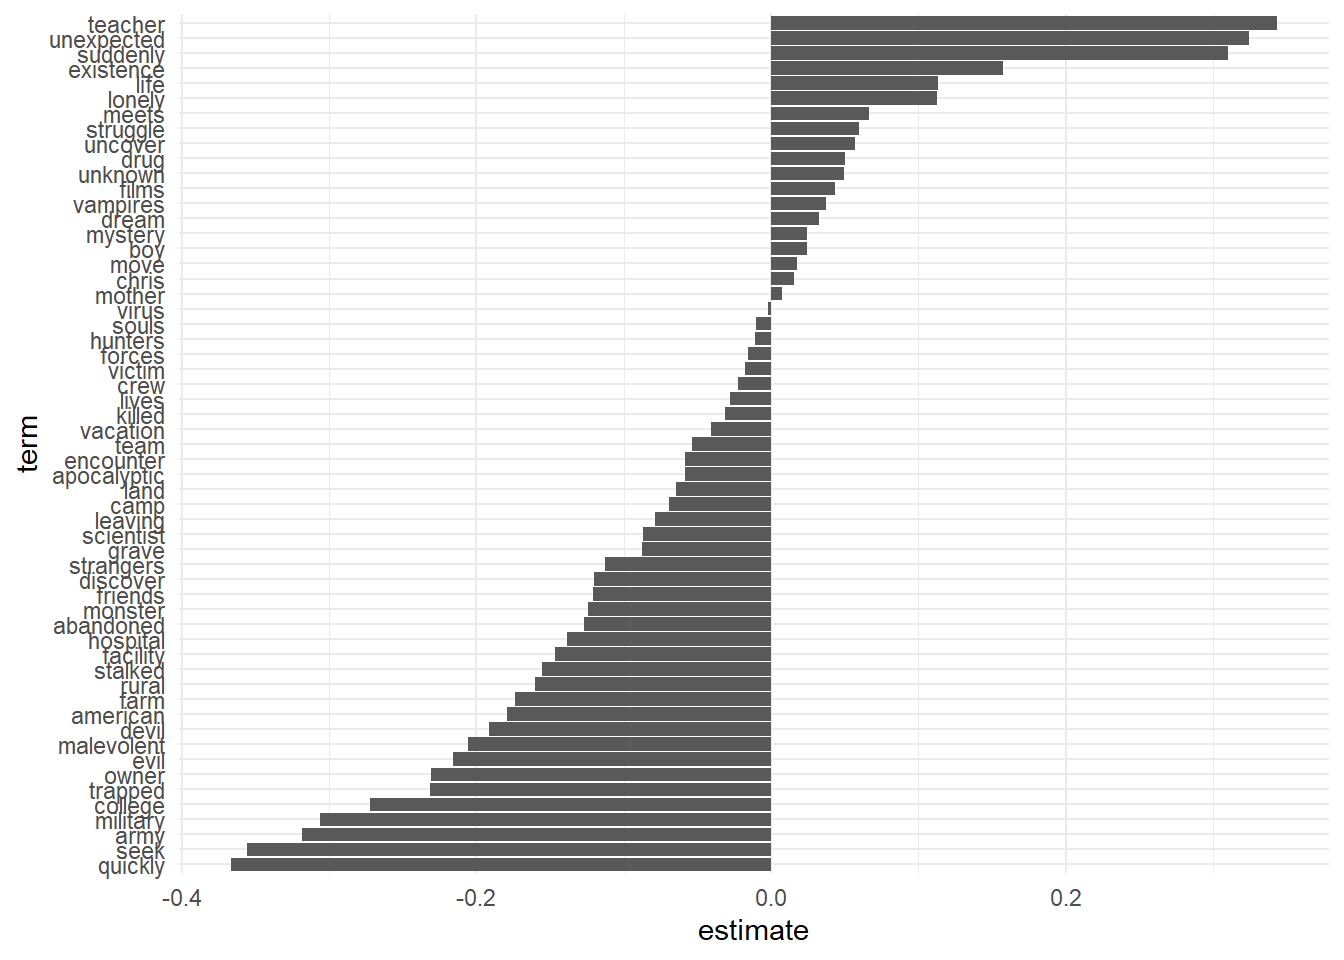 teacher
unexpected
suddenly
existence
life
lonely
meets
struggle
uncover
drug
unknown
films
vampires
dream
mystery
boy
move
chris
mother
virus
souls
hunters
forces
victim
crew
lives
killed
vacation
team
encounter
apocalyptic
land
camp
leaving
scientist
grave
strangers
discover
friends
monster
abandoned
hospital
facility
stalked
rural
farm
american
devil
malevolent
evil
owner
trapped
college
military
army
seek
quickly
term
-0.4 -0.2 0.0 0.2
estimate